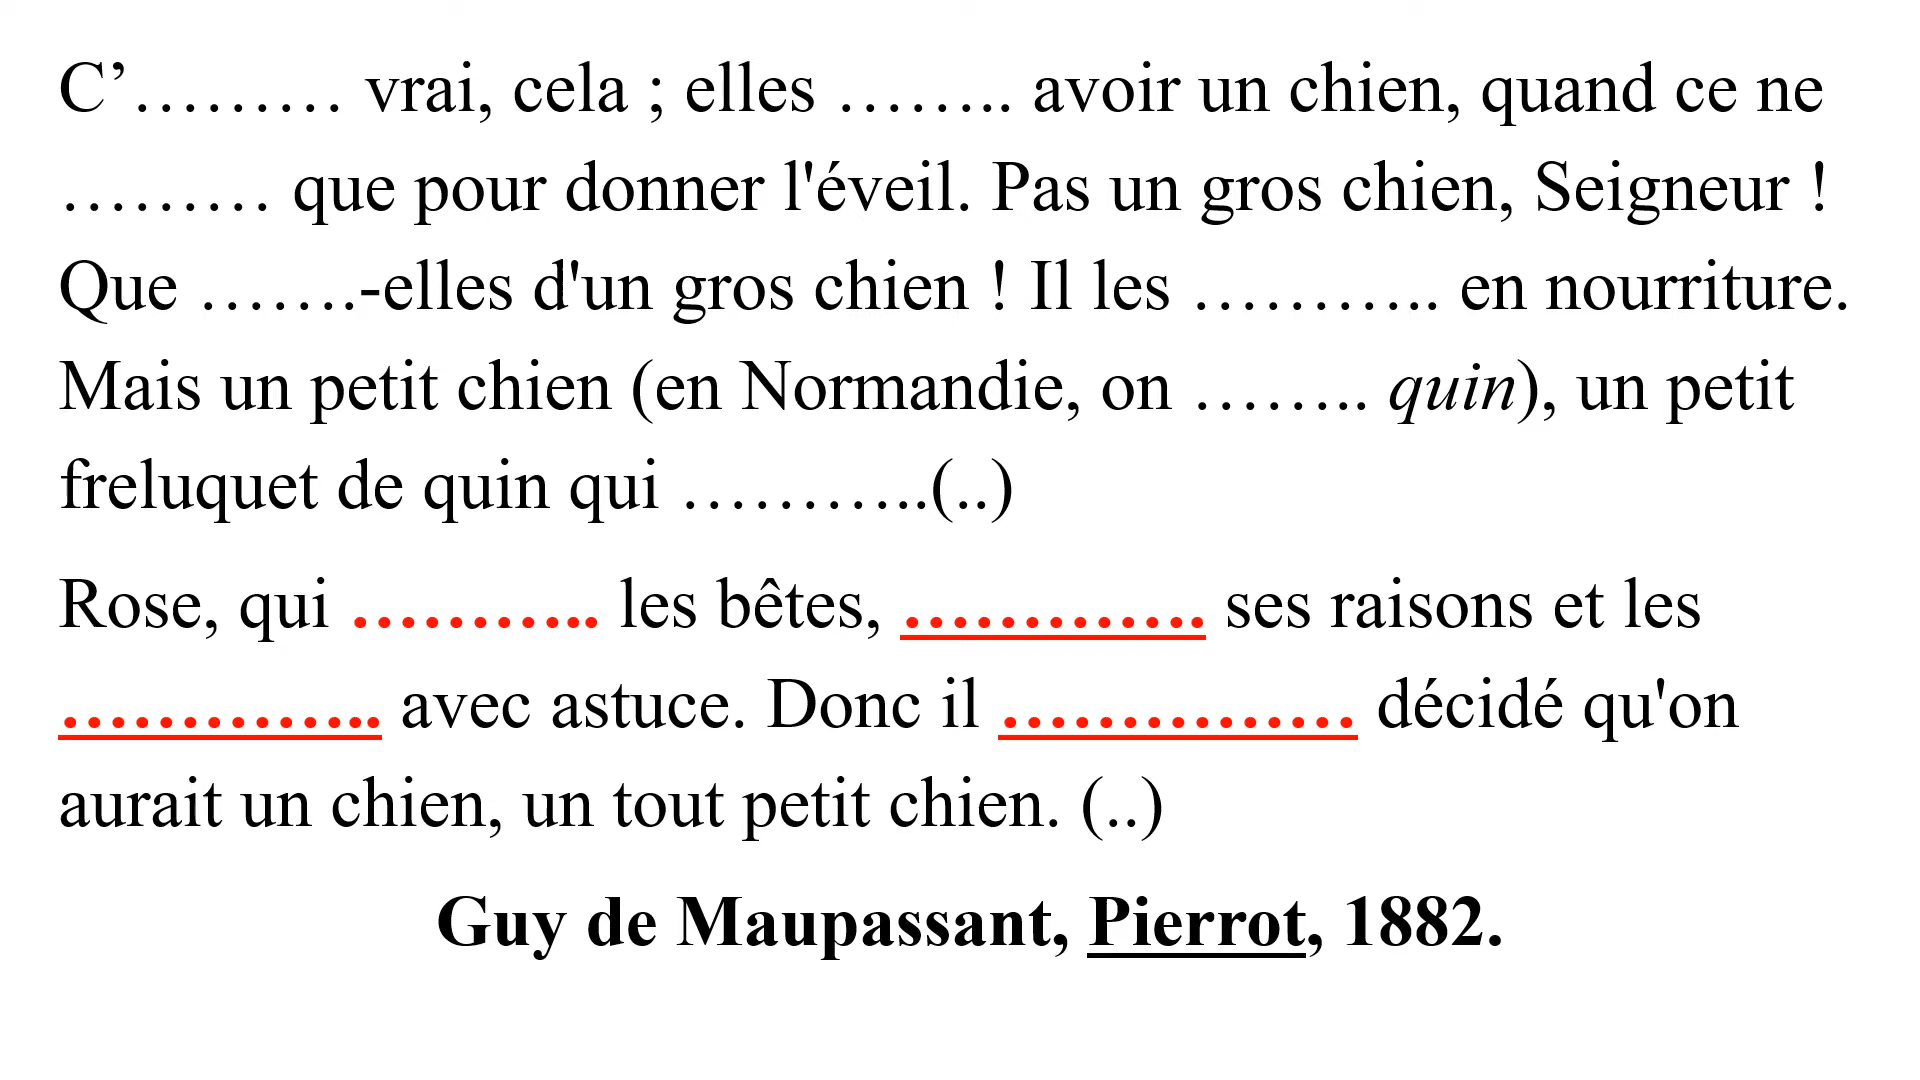 C’……… vrai, cela ; elles …….. avoir un chien, quand ce ne
……… que pour donner l'éveil. Pas un gros chien, Seigneur !
Que …….-elles d'un gros chien ! Il les ……….. en nourriture.
Mais un petit chien (en Normandie, on …….. quin), un petit
freluquet de quin qui ………..(..)
Rose, qui ……….. les bêtes, …………. ses raisons et les
………….. avec astuce. Donc il …………… décidé qu'on
aurait un chien, un tout petit chien. (..)
Guy de Maupassant, Pierrot, 1882.